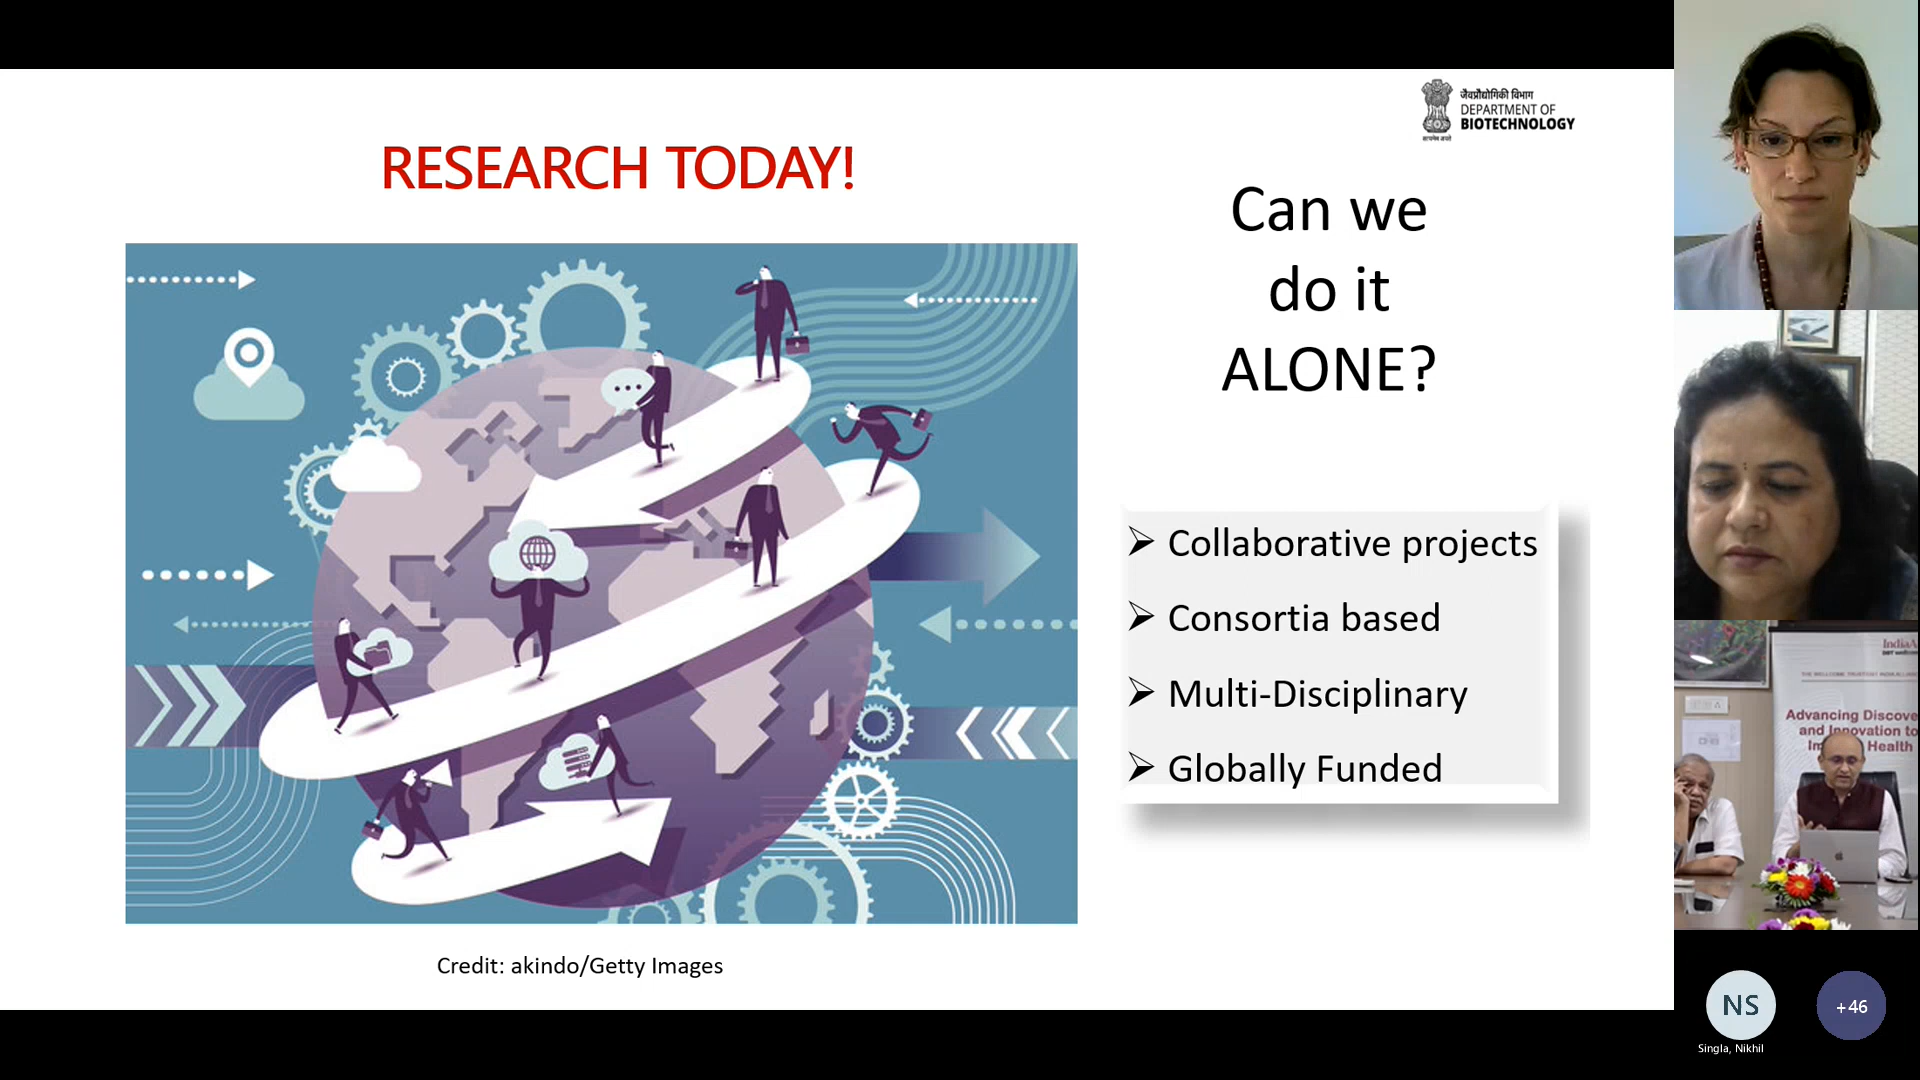 जैवप्रौद्योगिकी विभाग
DEPARTMENT OF
BIOTECHNOLOGY
RESEARCH TODAY!
Can we
do it
ALONE?
Collaborative projects
Consortia based
Multi-Disciplinary
Globally Funded
Credit: akindo/Getty Images
IndiaA
Advancing Discove
and Innovation to
Im Health
NS
+46
Singla, Nikhil